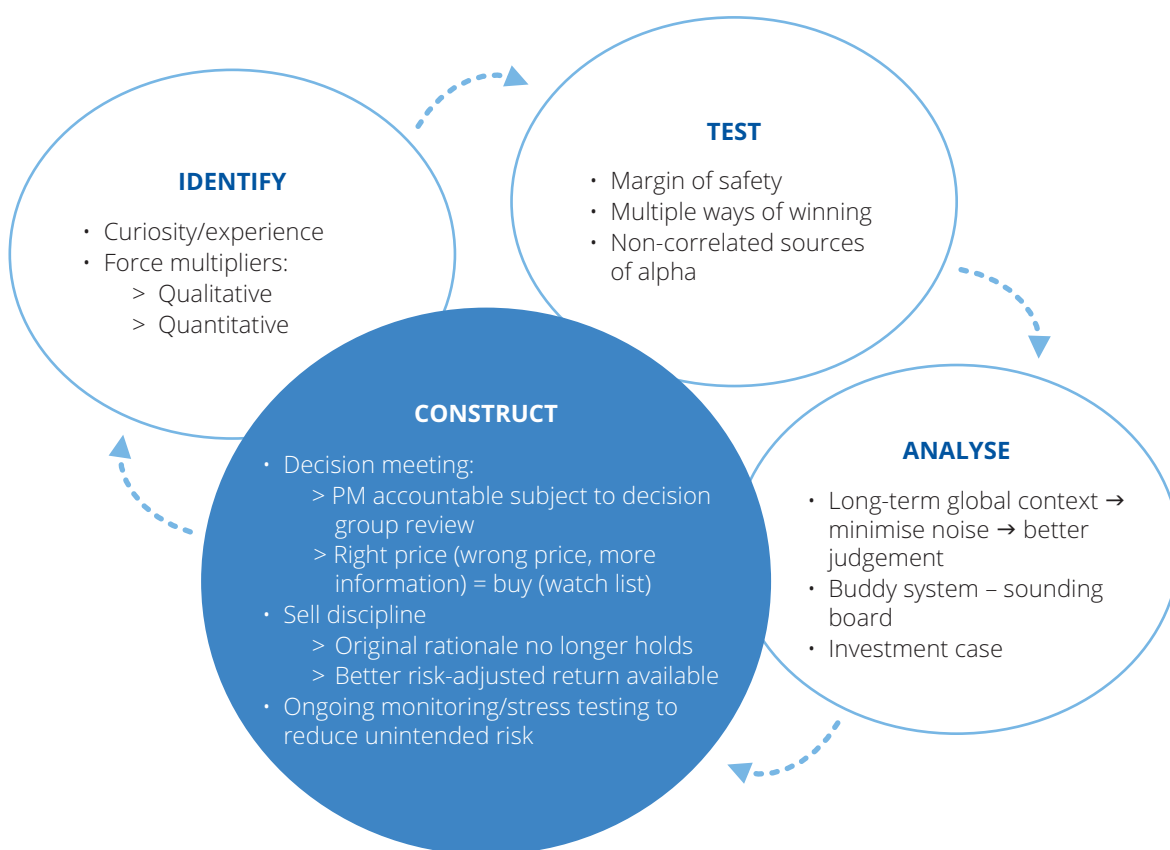 IDENTIFY
• Curiosity/experience
• Force multipliers:
> Qualitative
> Quantitative
TEST
• Margin of safety
• Multiple ways of winning
• Non-correlated sources
of alpha
ANALYSE
• Long-term global context →
minimise noise → better
judgement
• Buddy system – sounding
board
• Investment case
CONSTRUCT
• Decision meeting:
> PM accountable subject to decision
group review
> Right price (wrong price, more
information) = buy (watch list)
• Sell discipline
> Original rationale no longer holds
> Better risk-adjusted return available
• Ongoing monitoring/stress testing to
reduce unintended risk